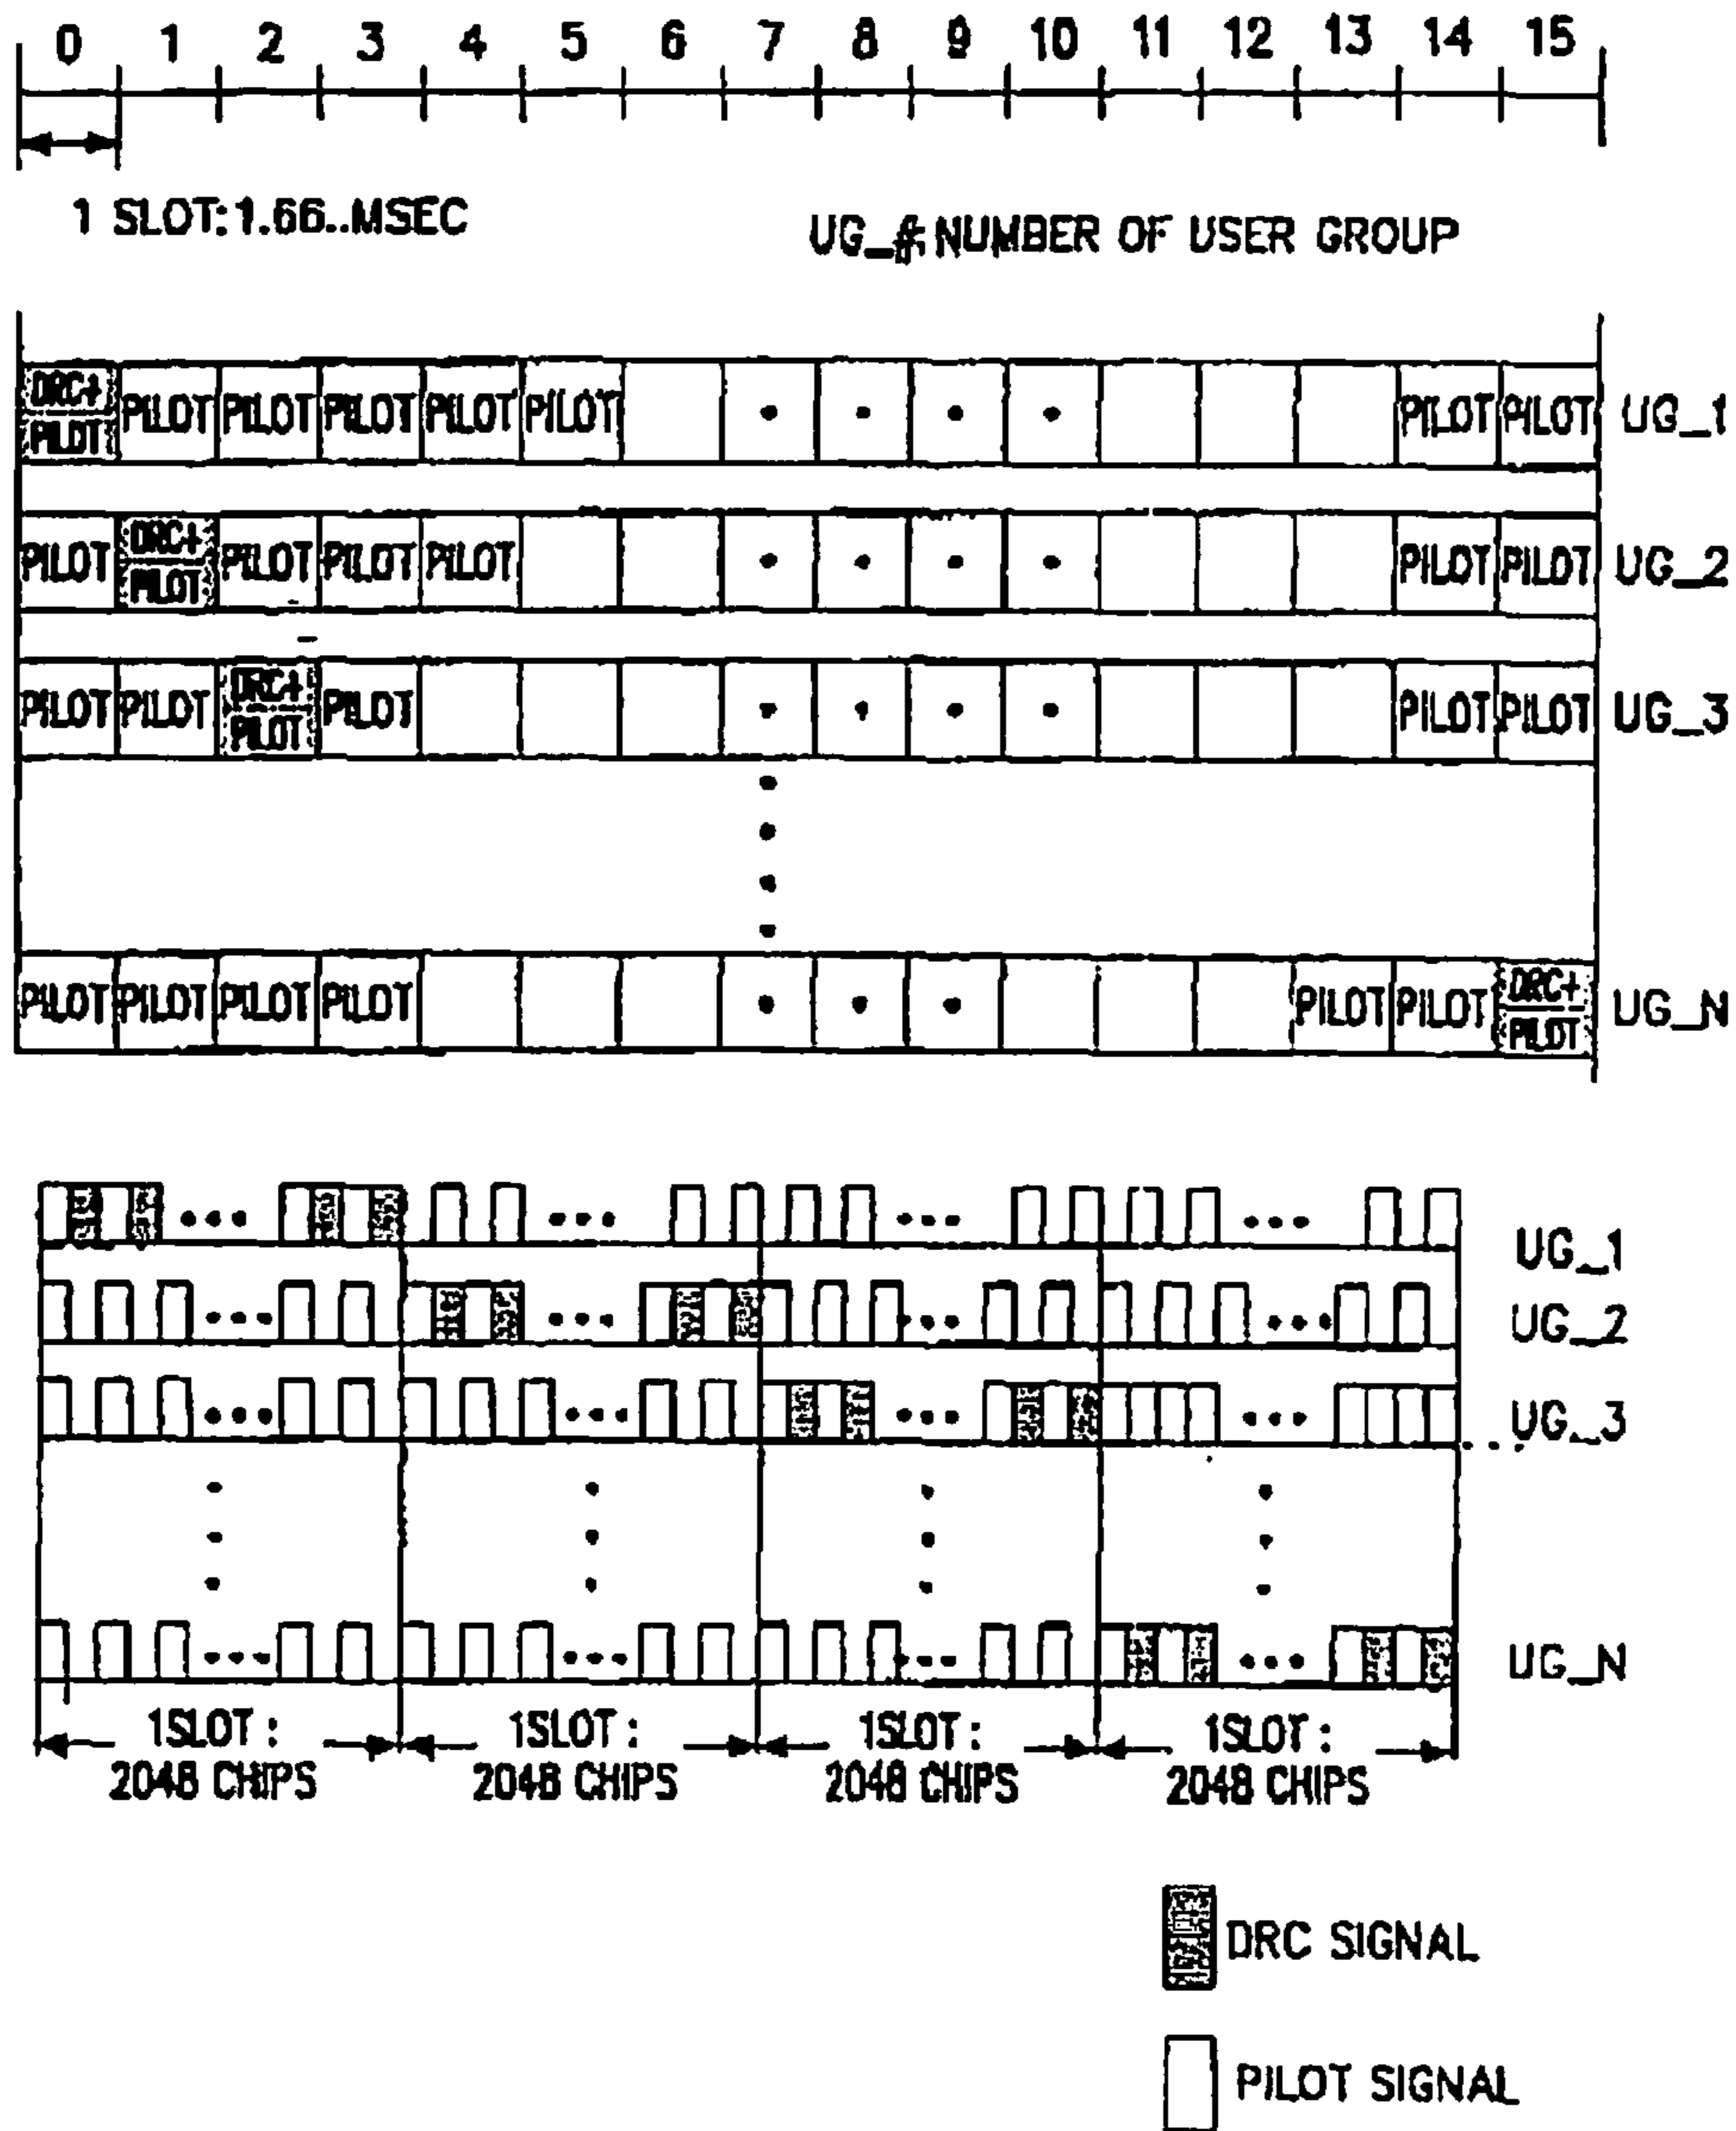 0 1 2 3 4 5 6 7 8 9 10 11 12 13 14 15
1 SLOT:1.66..MSEC
UG_#:NUMBER OF USER GROUP
DRC+ PILOT PILOT PILOT PILOT PILOT PILOT • • • • PILOT PILOT UG_1
PILOT DRC+ PILOT PILOT PILOT PILOT • • • • PILOT PILOT UG_2
PILOT PILOT DRC+ PILOT PILOT • • • • PILOT PILOT UG_3
PILOT PILOT PILOT PILOT • • • PILOT PILOT DRC+ PILOT UG_N
UG_1
UG_2
UG_3
UG_N
1SLOT: 1SLOT: 1SLOT: 1SLOT:
2048 CHIPS 2048 CHIPS 2048 CHIPS 2048 CHIPS
DRC SIGNAL
PILOT SIGNAL